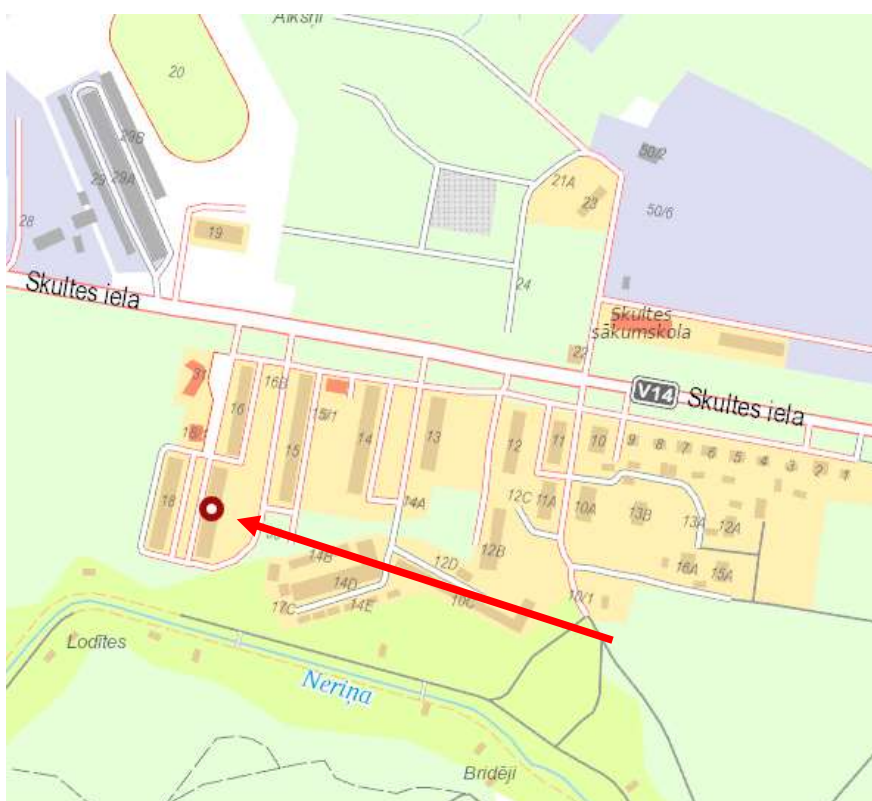 Alkšņi
20
29B
29
29A
21A
23
50/2
50/6
28
19
24
Skultes iela
Skultes
sākumskola
22
V14
Skultes iela
31
16
16B
15
14
13
12
11
10
9
8
7
6
5
4
3
2
1
18
14A
12C
11A
10A
13B
13A
12A
12B
14B
14D
12D
10C
16A
15A
17C
14E
10/1
Lodītes
Neriņa
Brīdēji